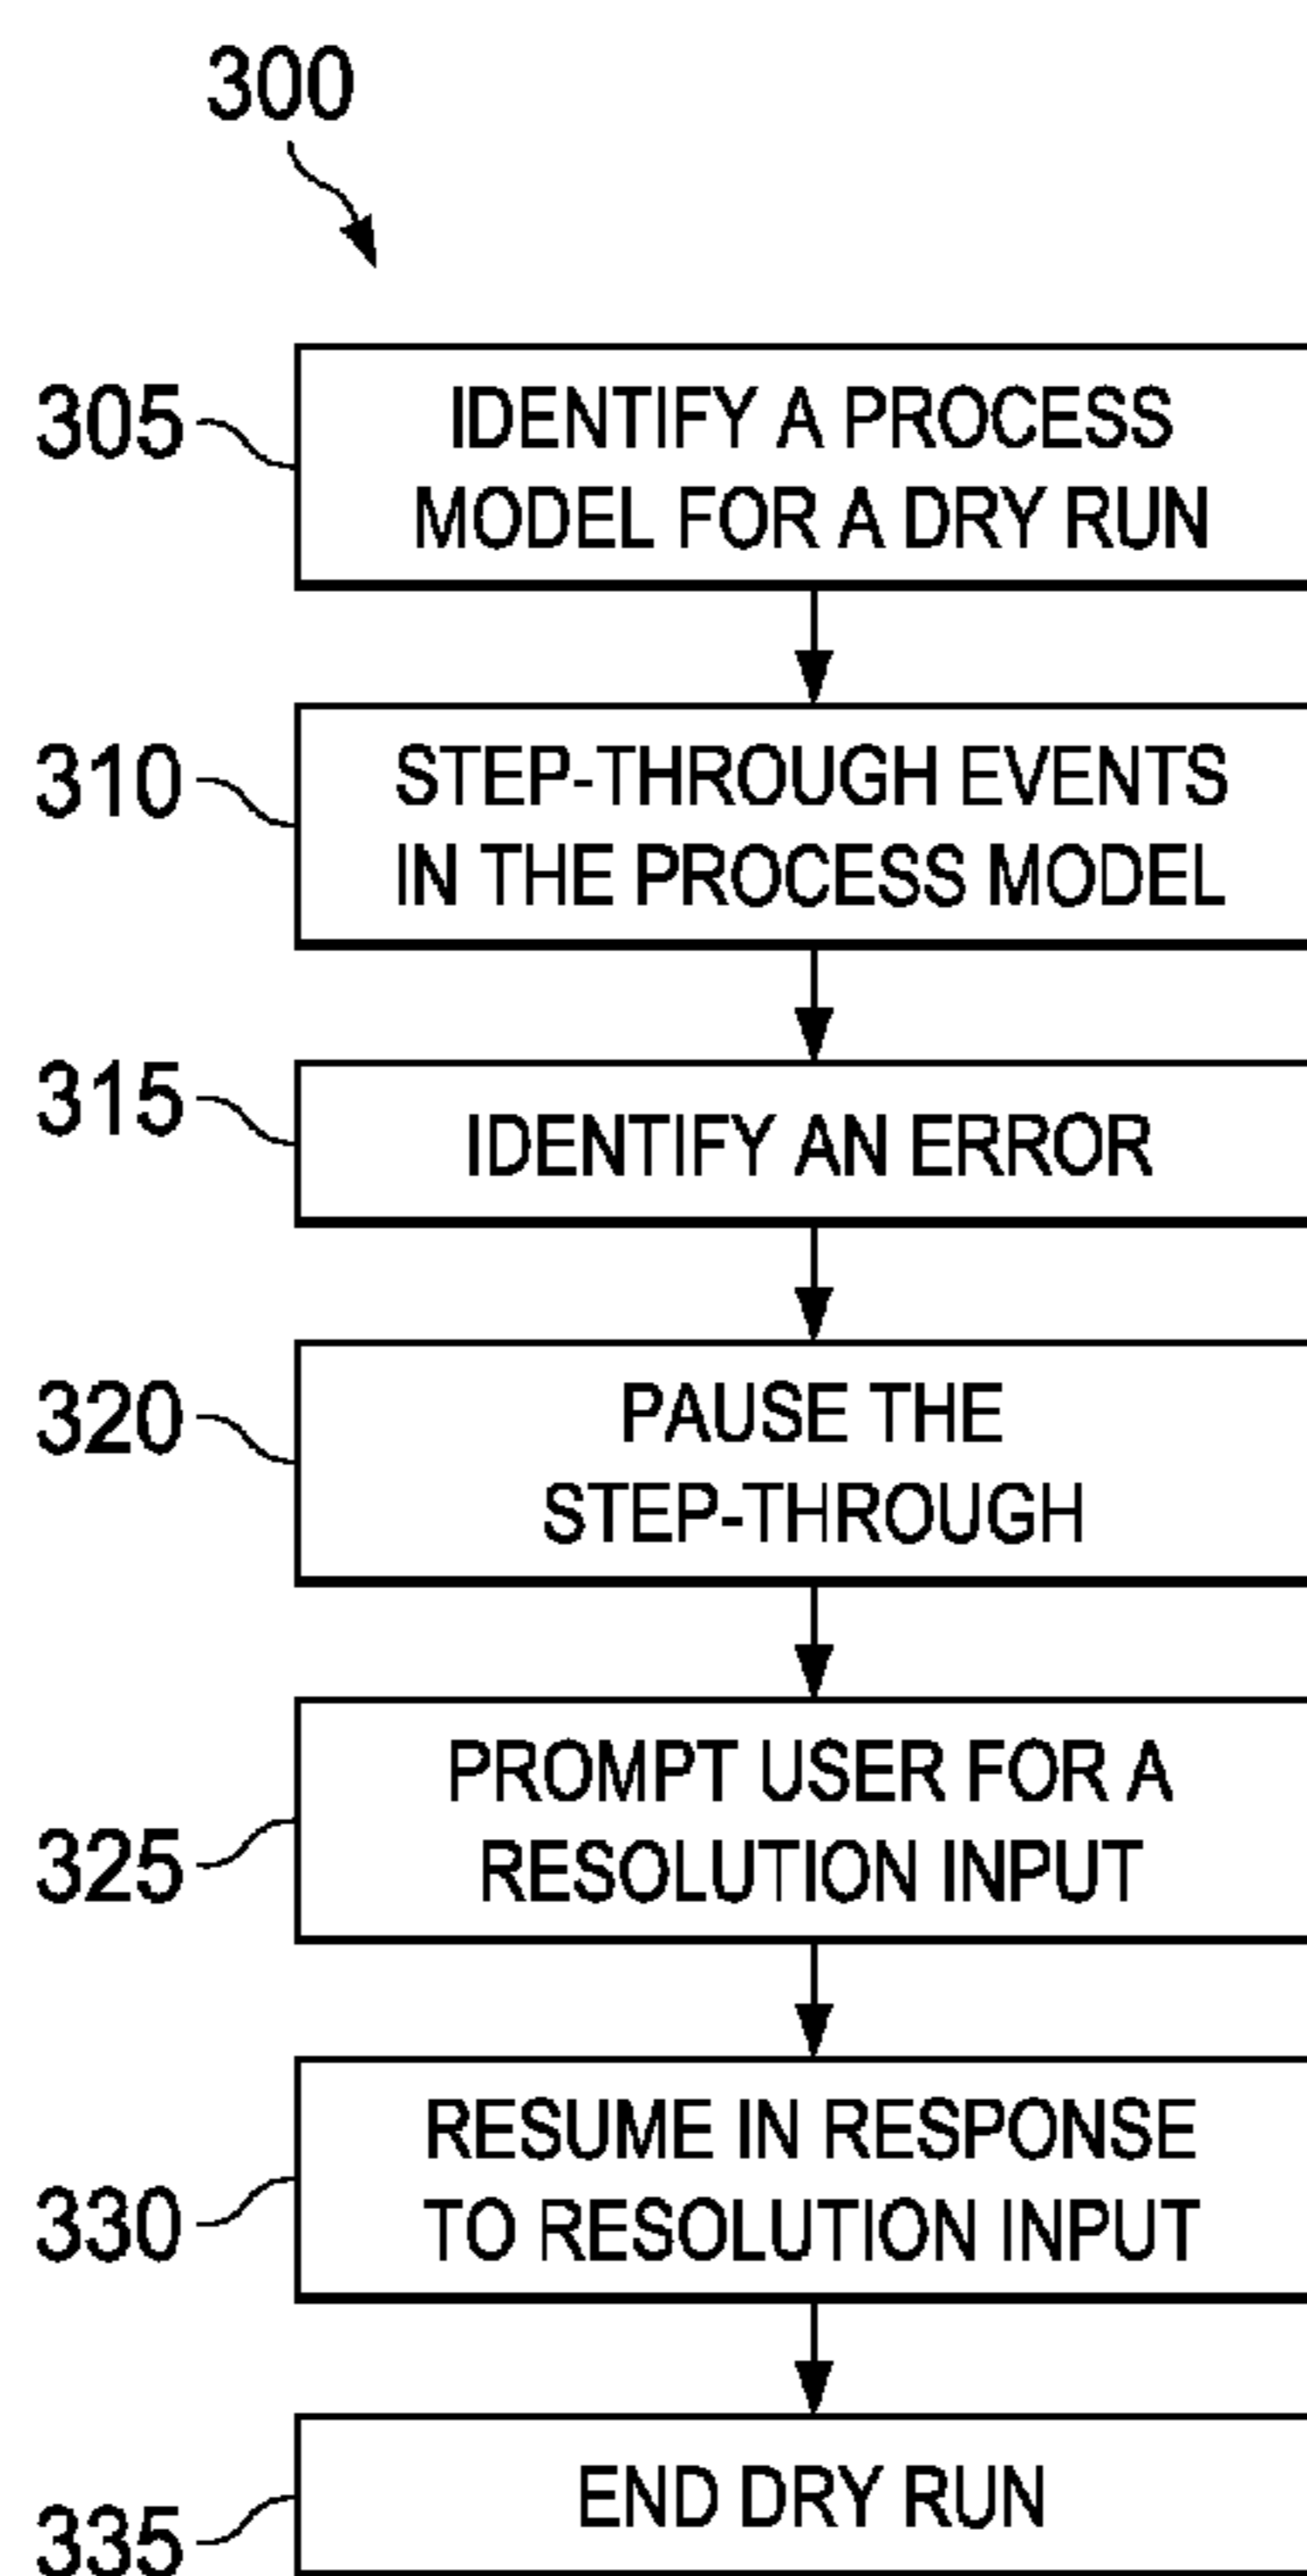 300
305
IDENTIFY A PROCESS
MODEL FOR A DRY RUN
310
STEP-THROUGH EVENTS
IN THE PROCESS MODEL
315
IDENTIFY AN ERROR
320
PAUSE THE
STEP-THROUGH
325
PROMPT USER FOR A
RESOLUTION INPUT
330
RESUME IN RESPONSE
TO RESOLUTION INPUT
335
END DRY RUN